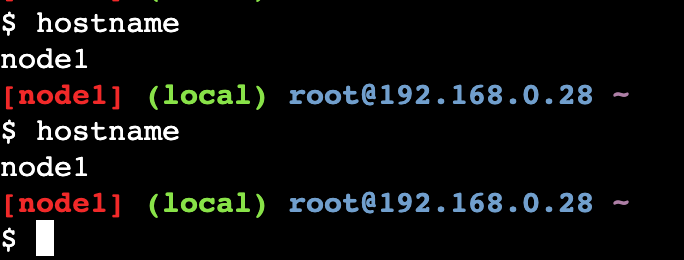 $ hostname
node1
[node1] (local) root@192.168.0.28 ~
$ hostname
node1
[node1] (local) root@192.168.0.28 ~
$